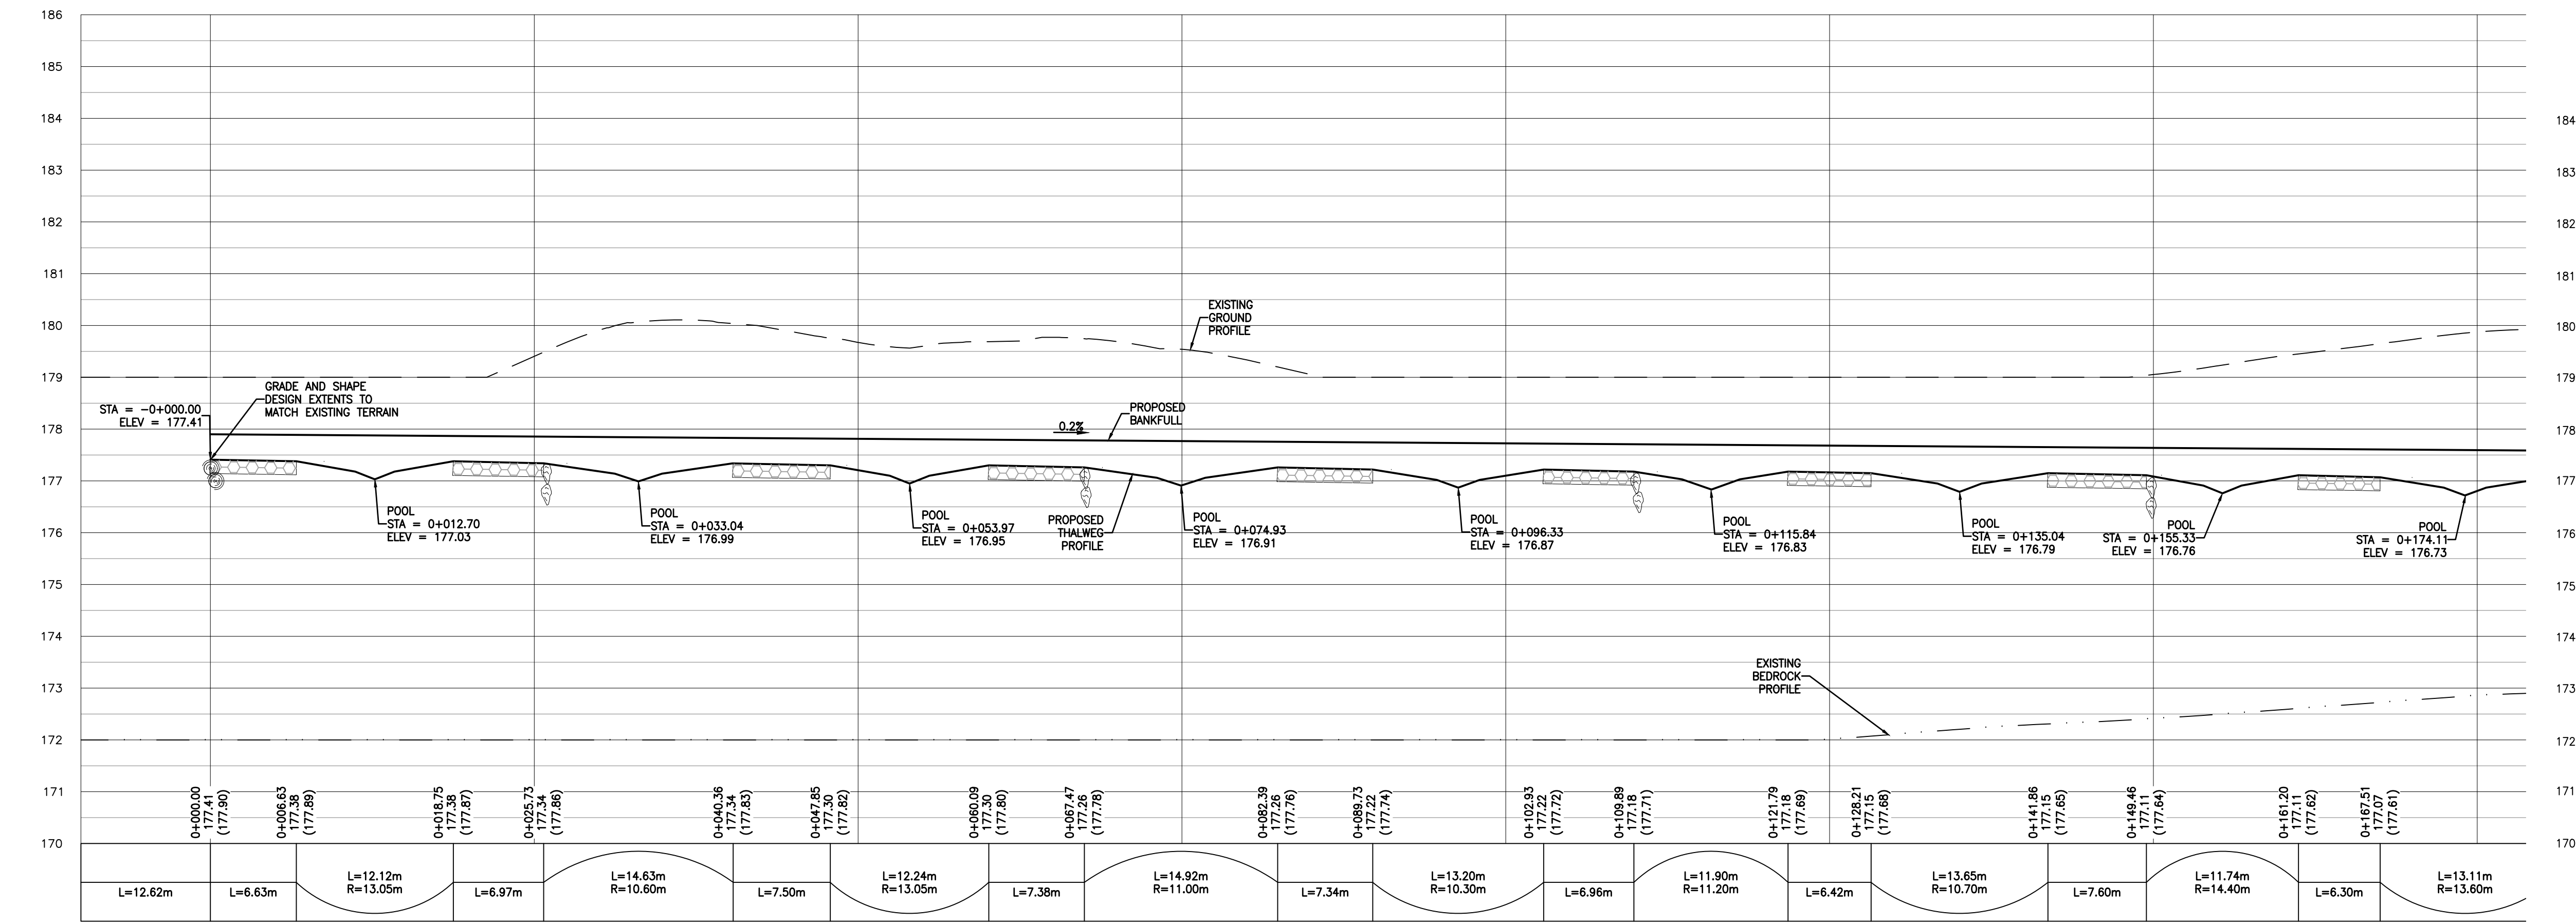 186
185
184
183
182
181
180
179
178
177
176
175
174
173
172
171
170
184
183
182
181
180
179
178
177
176
175
174
173
172
171
170
EXISTING
GROUND
PROFILE
GRADE AND SHAPE
DESIGN EXTENTS TO
MATCH EXISTING TERRAIN
STA = -0+000.00
ELEV = 177.41
0.2%
PROPOSED
BANKFULL
POOL
STA = 0+012.70
ELEV = 177.03
POOL
STA = 0+033.04
ELEV = 176.99
POOL
STA = 0+053.97
ELEV = 176.95
PROPOSED
THALWEG
PROFILE
POOL
STA = 0+074.93
ELEV = 176.91
POOL
STA = 0+096.33
ELEV = 176.87
POOL
STA = 0+115.84
ELEV = 176.83
POOL
STA = 0+135.04
ELEV = 176.79
POOL
STA = 0+155.33
ELEV = 176.76
POOL
STA = 0+174.11
ELEV = 176.73
EXISTING
BEDROCK
PROFILE
0+000.00
177.41
(177.90)
0+006.63
177.38
(177.89)
0+018.75
177.38
(177.87)
0+025.73
177.34
(177.86)
0+040.36
177.34
(177.83)
0+047.85
177.30
(177.82)
0+060.09
177.30
(177.80)
0+067.47
177.26
(177.78)
0+082.39
177.26
(177.76)
0+089.73
177.22
(177.74)
0+102.93
177.22
(177.72)
0+109.89
177.18
(177.71)
0+121.79
177.18
(177.69)
0+128.21
177.15
(177.68)
0+141.86
177.15
(177.65)
0+149.46
177.11
(177.64)
0+161.20
177.11
(177.62)
0+167.51
177.07
(177.61)
L=12.62m
L=6.63m
L=12.12m
R=13.05m
L=6.97m
L=14.63m
R=10.60m
L=7.50m
L=12.24m
R=13.05m
L=7.38m
L=14.92m
R=11.00m
L=7.34m
L=13.20m
R=10.30m
L=6.96m
L=11.90m
R=11.20m
L=6.42m
L=13.65m
R=10.70m
L=7.60m
L=11.74m
R=14.40m
L=6.30m
L=13.11m
R=13.60m